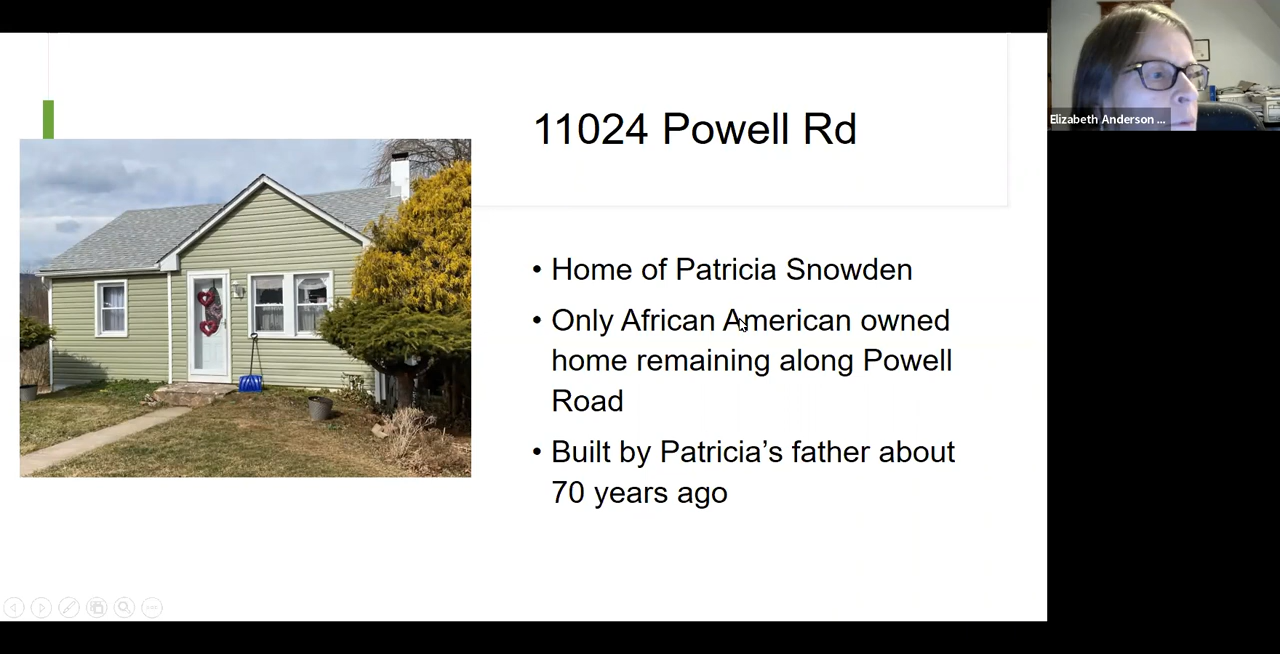 11024 Powell Rd
• Home of Patricia Snowden
• Only African American owned
home remaining along Powell
Road
• Built by Patricia’s father about
70 years ago
Elizabeth Anderson ...